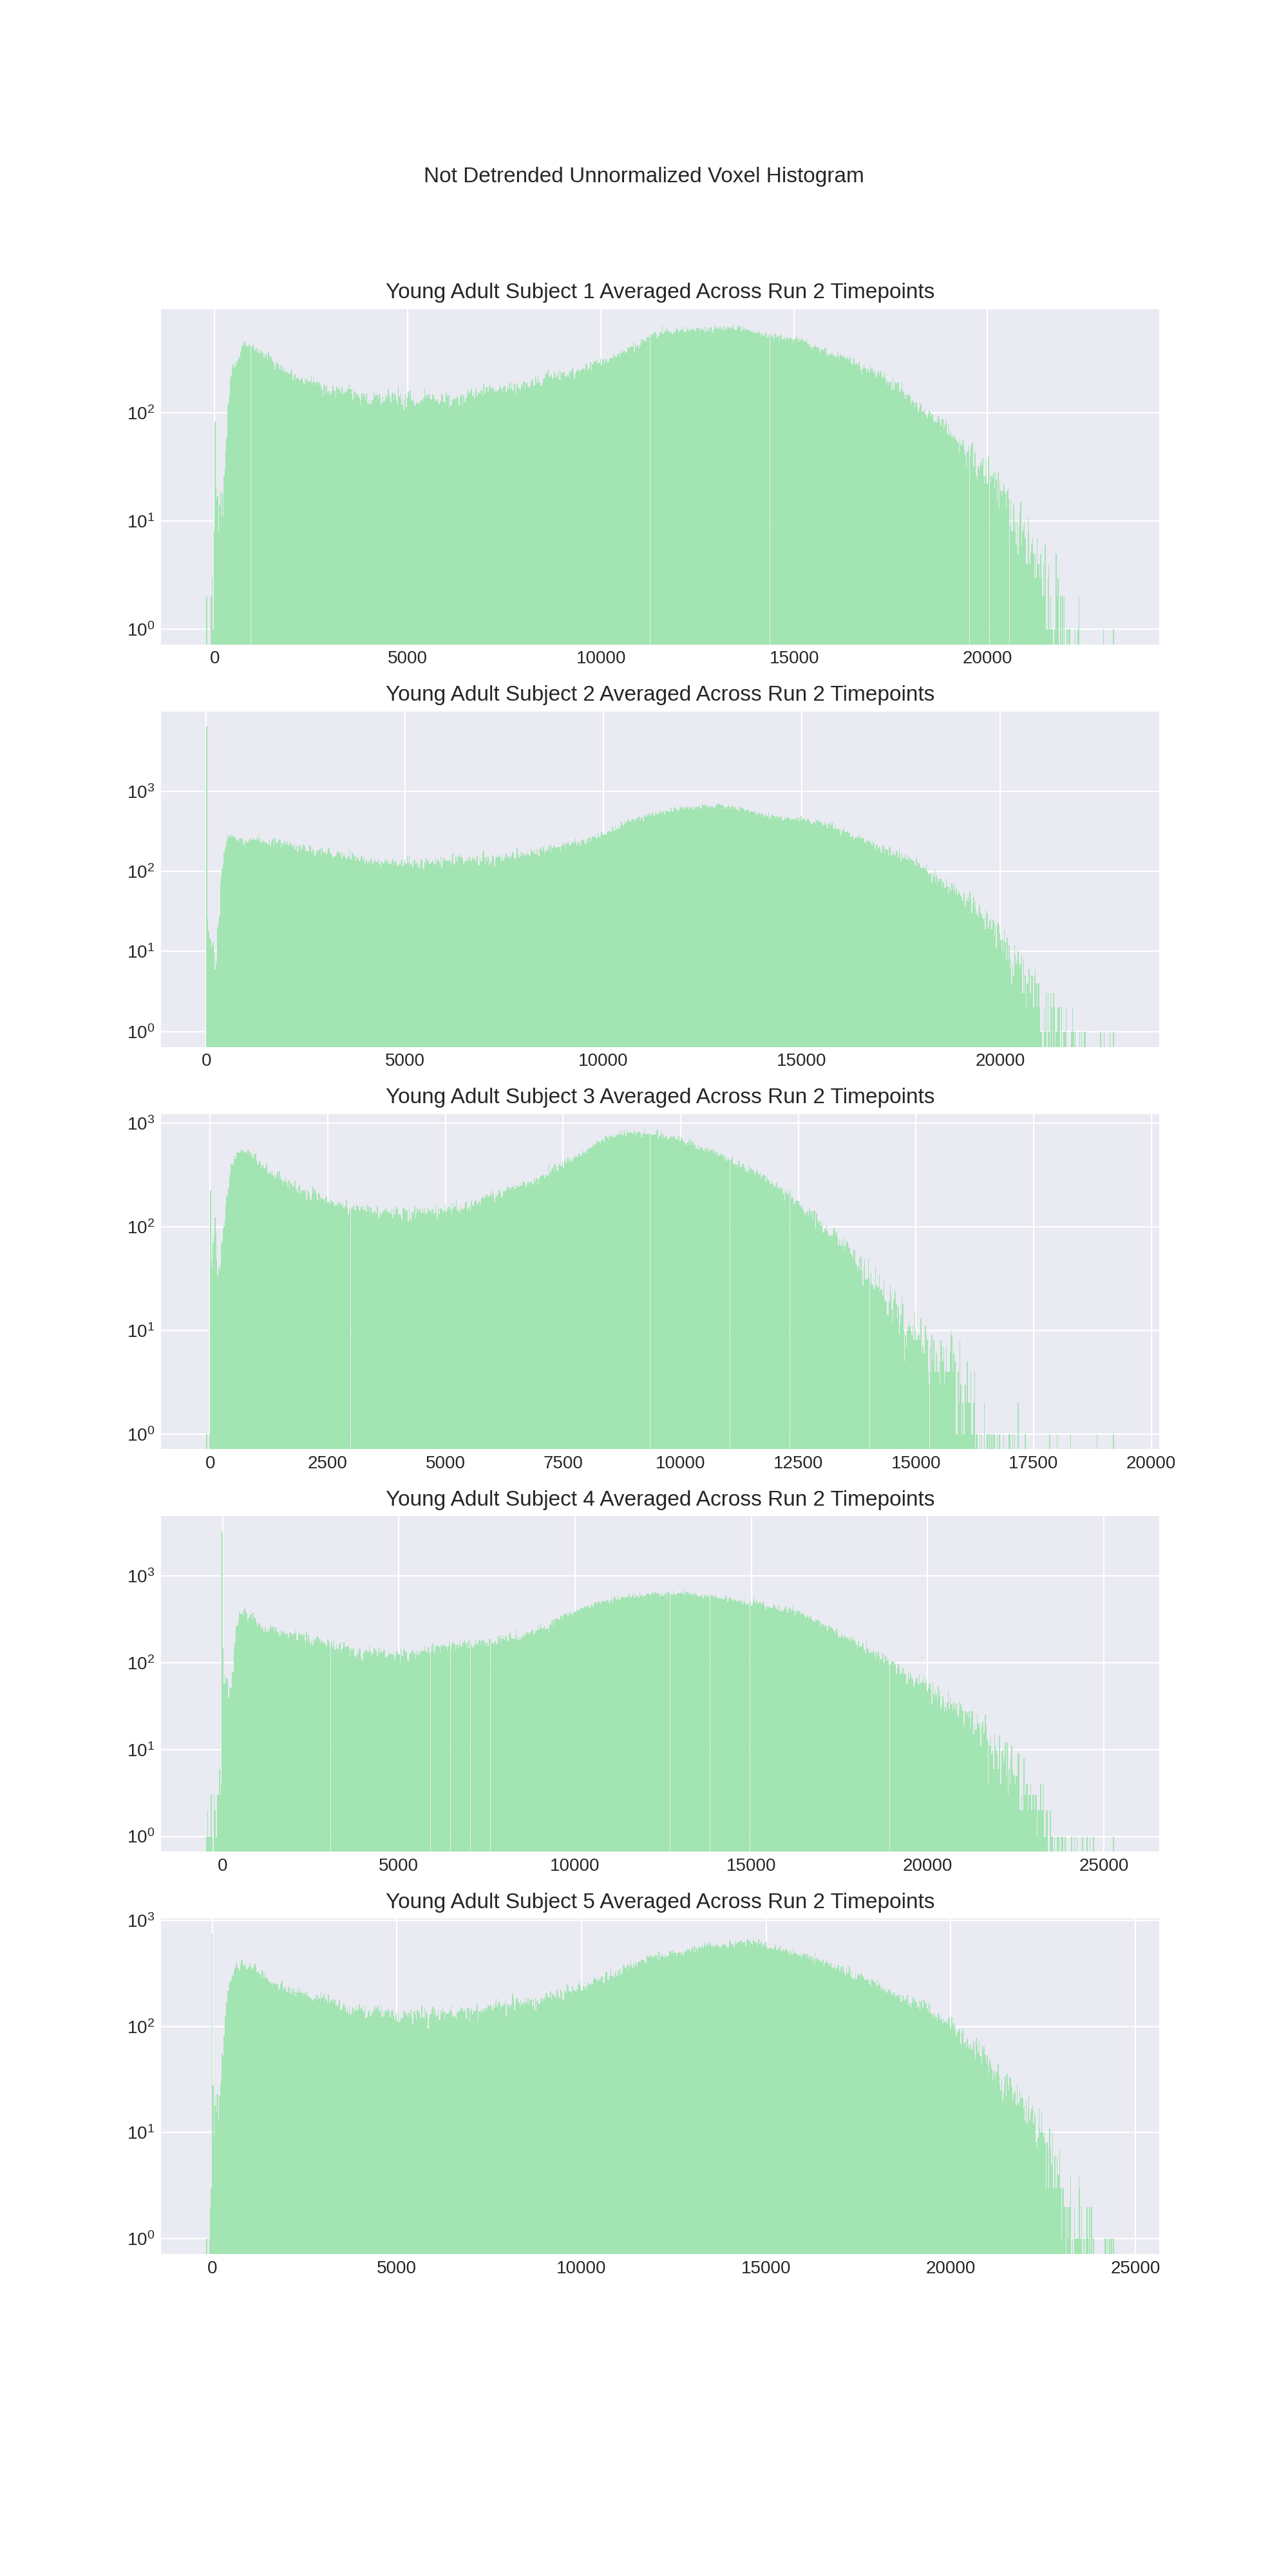 Not Detrended Unnormalized Voxel Histogram
Young Adult Subject 1 Averaged Across Run 2 Timepoints
10²
10¹
10⁰
0 5000 10000 15000 20000
Young Adult Subject 2 Averaged Across Run 2 Timepoints
10³
10²
10¹
10⁰
0 5000 10000 15000 20000
Young Adult Subject 3 Averaged Across Run 2 Timepoints
10³
10²
10¹
10⁰
0 2500 5000 7500 10000 12500 15000 17500 20000
Young Adult Subject 4 Averaged Across Run 2 Timepoints
10³
10²
10¹
10⁰
0 5000 10000 15000 20000 25000
Young Adult Subject 5 Averaged Across Run 2 Timepoints
10³
10²
10¹
10⁰
0 5000 10000 15000 20000 25000